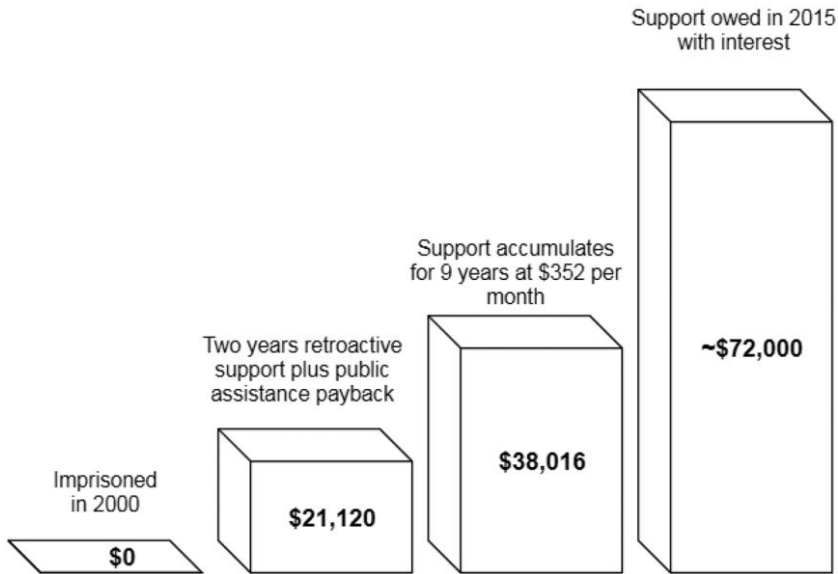 Imprisoned
in 2000
$0
Two years retroactive
support plus public
assistance payback
$21,120
Support accumulates
for 9 years at $352 per
month
$38,016
Support owed in 2015
with interest
~$72,000